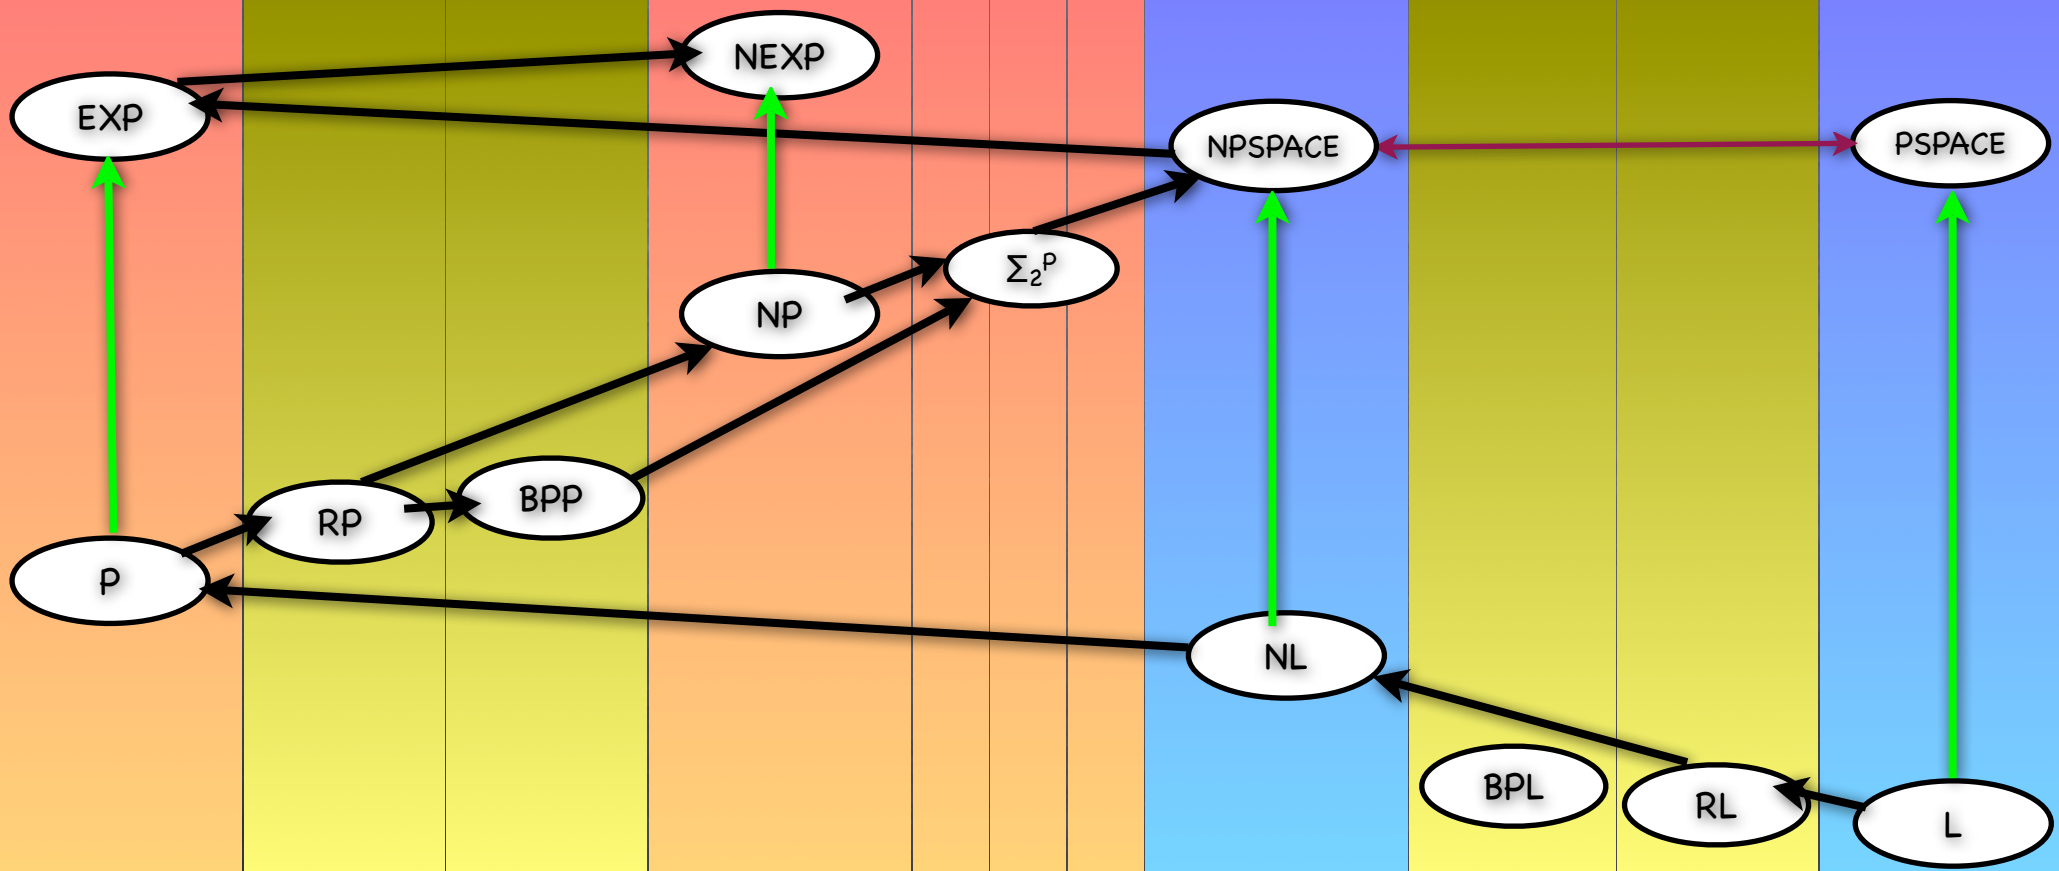 NEXP
EXP
NPSPACE
PSPACE
Σ₂ᴾ
NP
BPP
RP
P
NL
BPL
RL
L